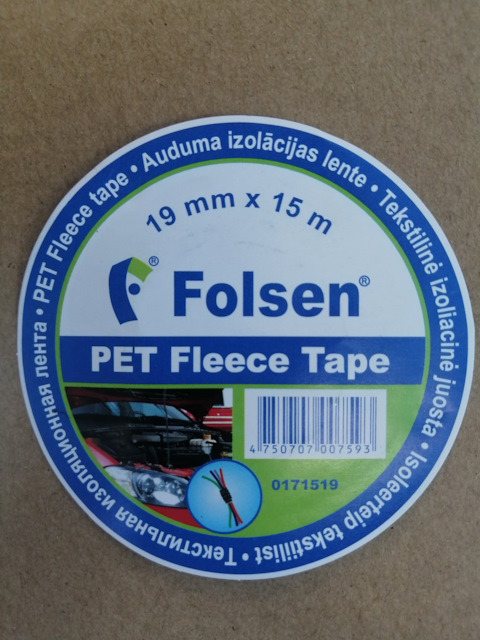 PET Fleece tape • Auduma izolācijas lente • Tekstilinė izoliacinė juosta • Isoleerteip tekstiilist • Текстильная изоляционная лента •
19 mm x 15 m
Folsen®
PET Fleece Tape
4 750707 007593
0171519